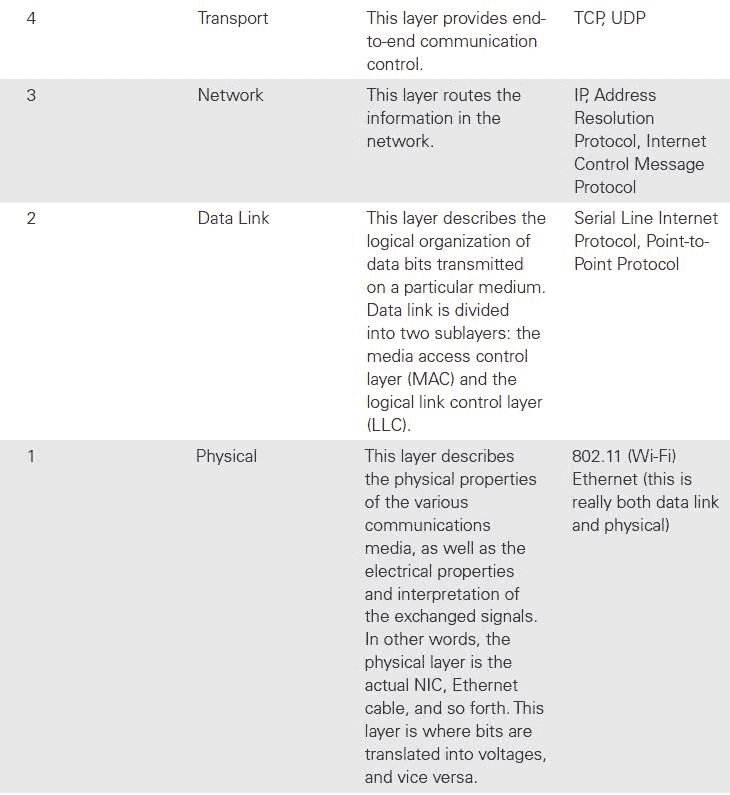 4 Transport This layer provides end- TCP, UDP
to-end communication
control.
3 Network This layer routes the IP, Address
information in the Resolution
network. Protocol, Internet
Control Message
Protocol
2 Data Link This layer describes the Serial Line Internet
logical organization of Protocol, Point-to-
data bits transmitted Point Protocol
on a particular medium.
Data link is divided
into two sublayers: the
media access control
layer (MAC) and the
logical link control layer
(LLC).
1 Physical This layer describes 802.11 (Wi-Fi)
the physical properties Ethernet (this is
of the various really both data link
communications and physical)
media, as well as the
electrical properties
and interpretation of
the exchanged signals.
In other words, the
physical layer is the
actual NIC, Ethernet
cable, and so forth. This
layer is where bits are
translated into voltages,
and vice versa.